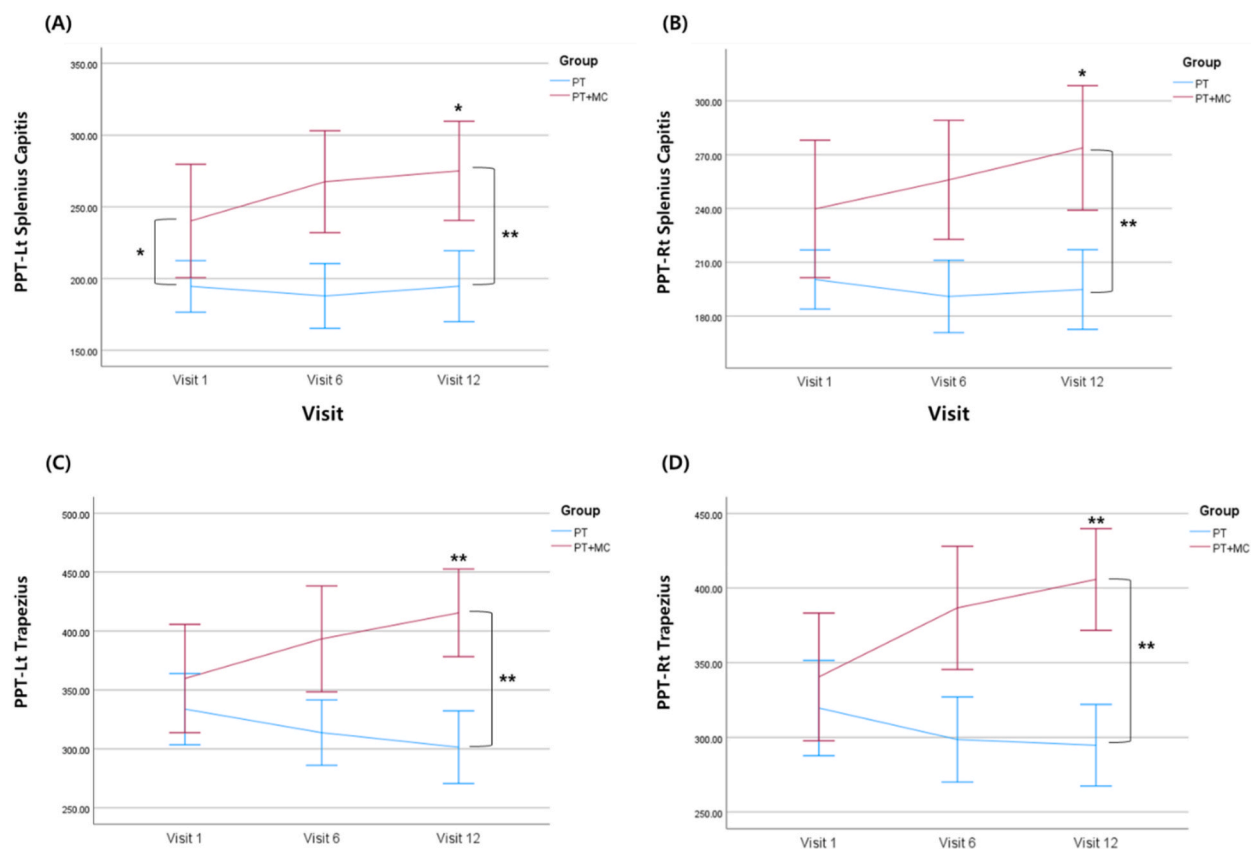 (A)
PPT-Lt Splenius Capitis
350.00
300.00
250.00
200.00
150.00
*
*
**
Group
PT
PT+MC
Visit 1
Visit 6
Visit 12
Visit
(B)
PPT-Rt Splenius Capitis
300.00
270.00
240.00
210.00
180.00
*
**
Group
PT
PT+MC
Visit 1
Visit 6
Visit 12
Visit
(C)
PPT-Lt Trapezius
500.00
450.00
400.00
350.00
300.00
250.00
**
**
Group
PT
PT+MC
Visit 1
Visit 6
Visit 12
(D)
PPT-Rt Trapezius
450.00
400.00
350.00
300.00
250.00
**
**
Group
PT
PT+MC
Visit 1
Visit 6
Visit 12